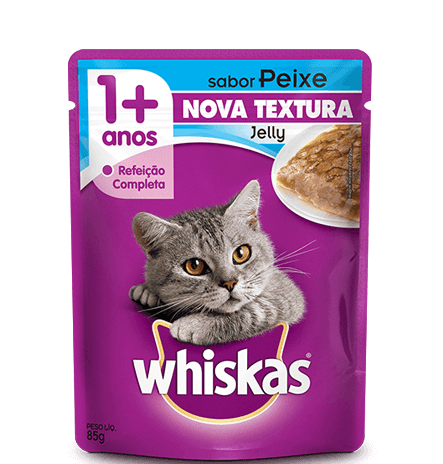 1+
anos
Refeição
Completa
sabor Peixe
NOVA TEXTURA
Jelly
whiskas®
PESO LÍQ.
85g